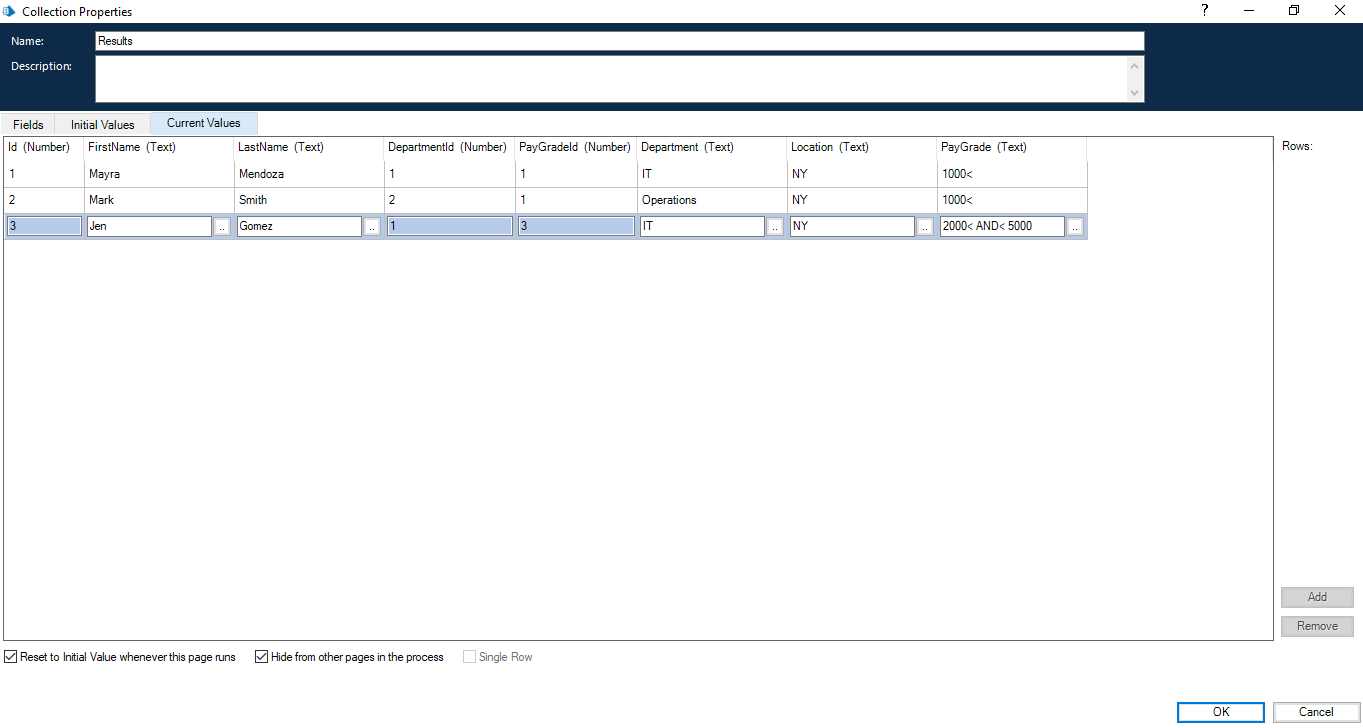 Collection Properties ?
Name: Results
Description:
Fields Initial Values Current Values
Id (Number) FirstName (Text) LastName (Text) DepartmentId (Number) PayGradeId (Number) Department (Text) Location (Text) PayGrade (Text) Rows:
1 Mayra Mendoza 1 1 IT NY 1000<
2 Mark Smith 2 1 Operations NY 1000<
3 Jen .. Gomez .. 1 3 IT .. NY .. 2000< AND< 5000 ..
Add
Remove
Reset to Initial Value whenever this page runs Hide from other pages in the process Single Row
OK Cancel